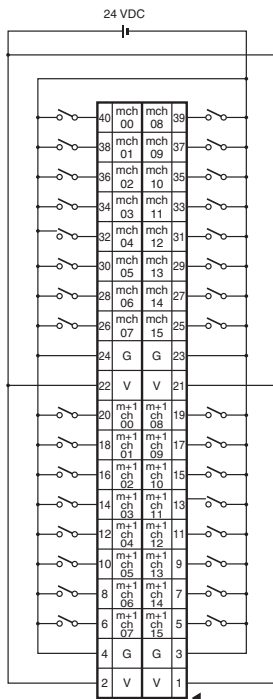 24 VDC
40 mch 00 mch 08 39
38 mch 01 mch 09 37
36 mch 02 mch 10 35
34 mch 03 mch 11 33
32 mch 04 mch 12 31
30 mch 05 mch 13 29
28 mch 06 mch 14 27
26 mch 07 mch 15 25
24 G G 23
22 V V 21
20 m+1 ch 00 m+1 ch 08 19
18 m+1 ch 01 m+1 ch 09 17
16 m+1 ch 02 m+1 ch 10 15
14 m+1 ch 03 m+1 ch 11 13
12 m+1 ch 04 m+1 ch 12 11
10 m+1 ch 05 m+1 ch 13 9
8 m+1 ch 06 m+1 ch 14 7
6 m+1 ch 07 m+1 ch 15 5
4 G G 3
2 V V 1